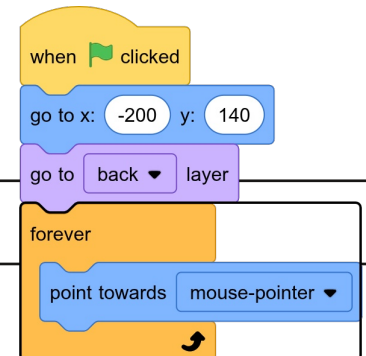 when clicked
go to x: -200 y: 140
go to back layer
forever
point towards mouse-pointer